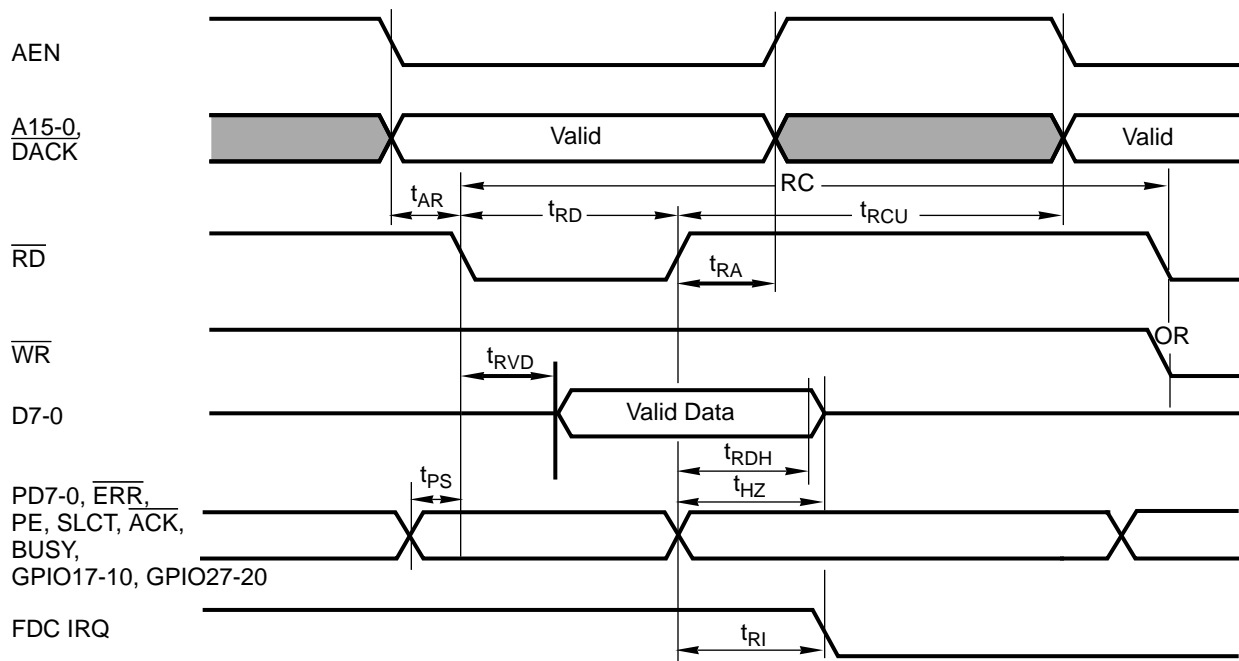 AEN
A15-0,
DACK
Valid
Valid
RC
tAR
tRD
tRCU
RD
tRA
WR
OR
tRVD
D7-0
Valid Data
tRDH
tPS
tHZ
PD7-0, ERR,
PE, SLCT, ACK,
BUSY,
GPIO17-10, GPIO27-20
FDC IRQ
tRI